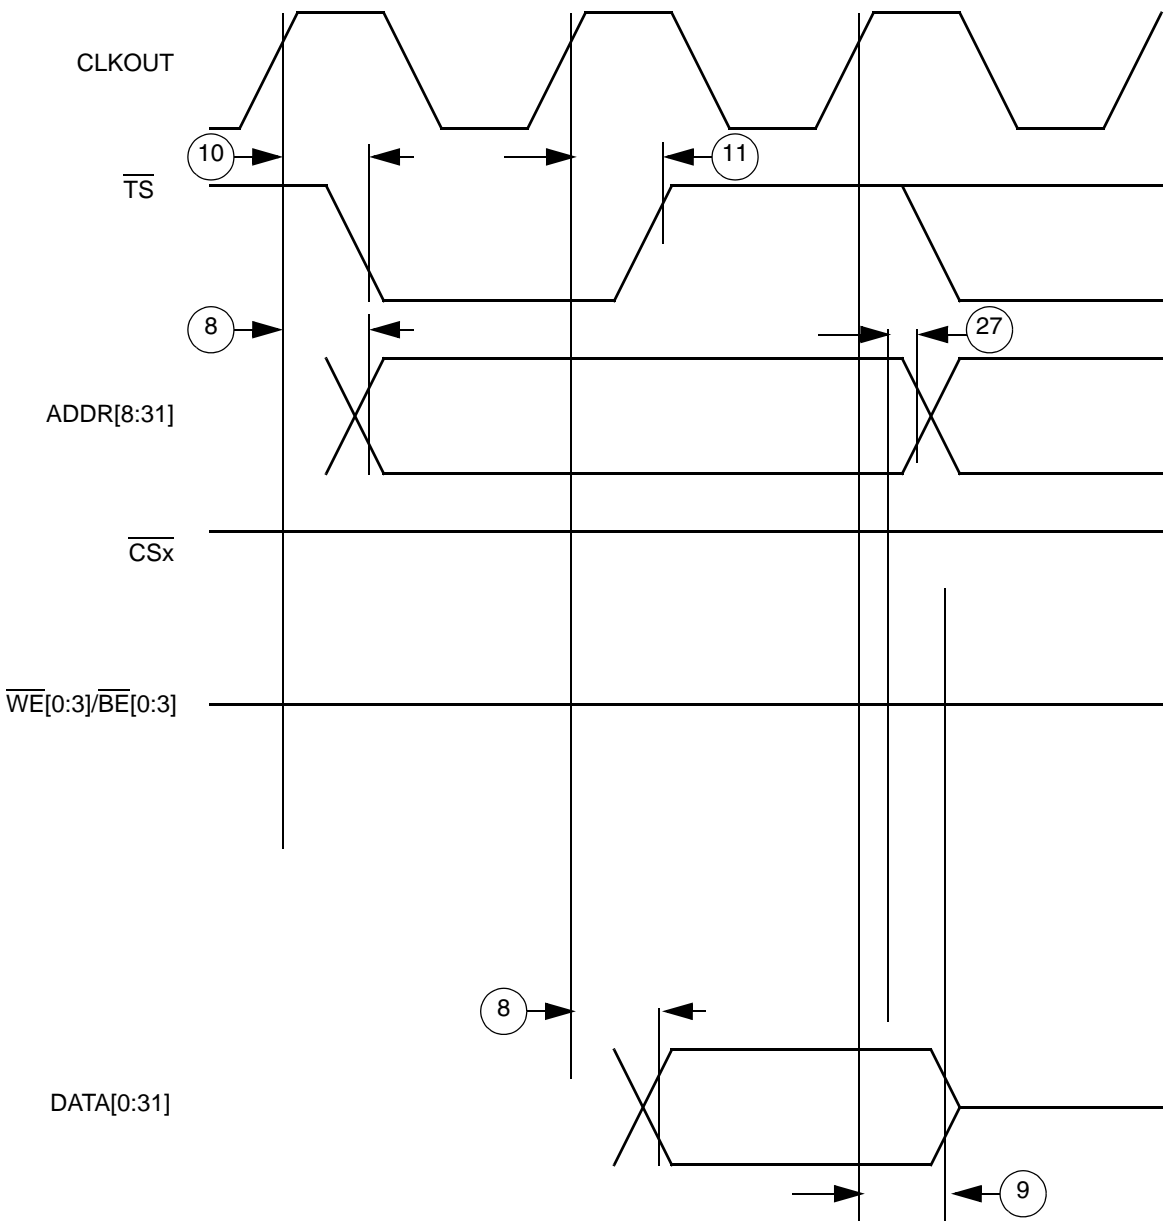 CLKOUT
10
11
TS
8
27
ADDR[8:31]
CSx
WE[0:3]/BE[0:3]
8
DATA[0:31]
9